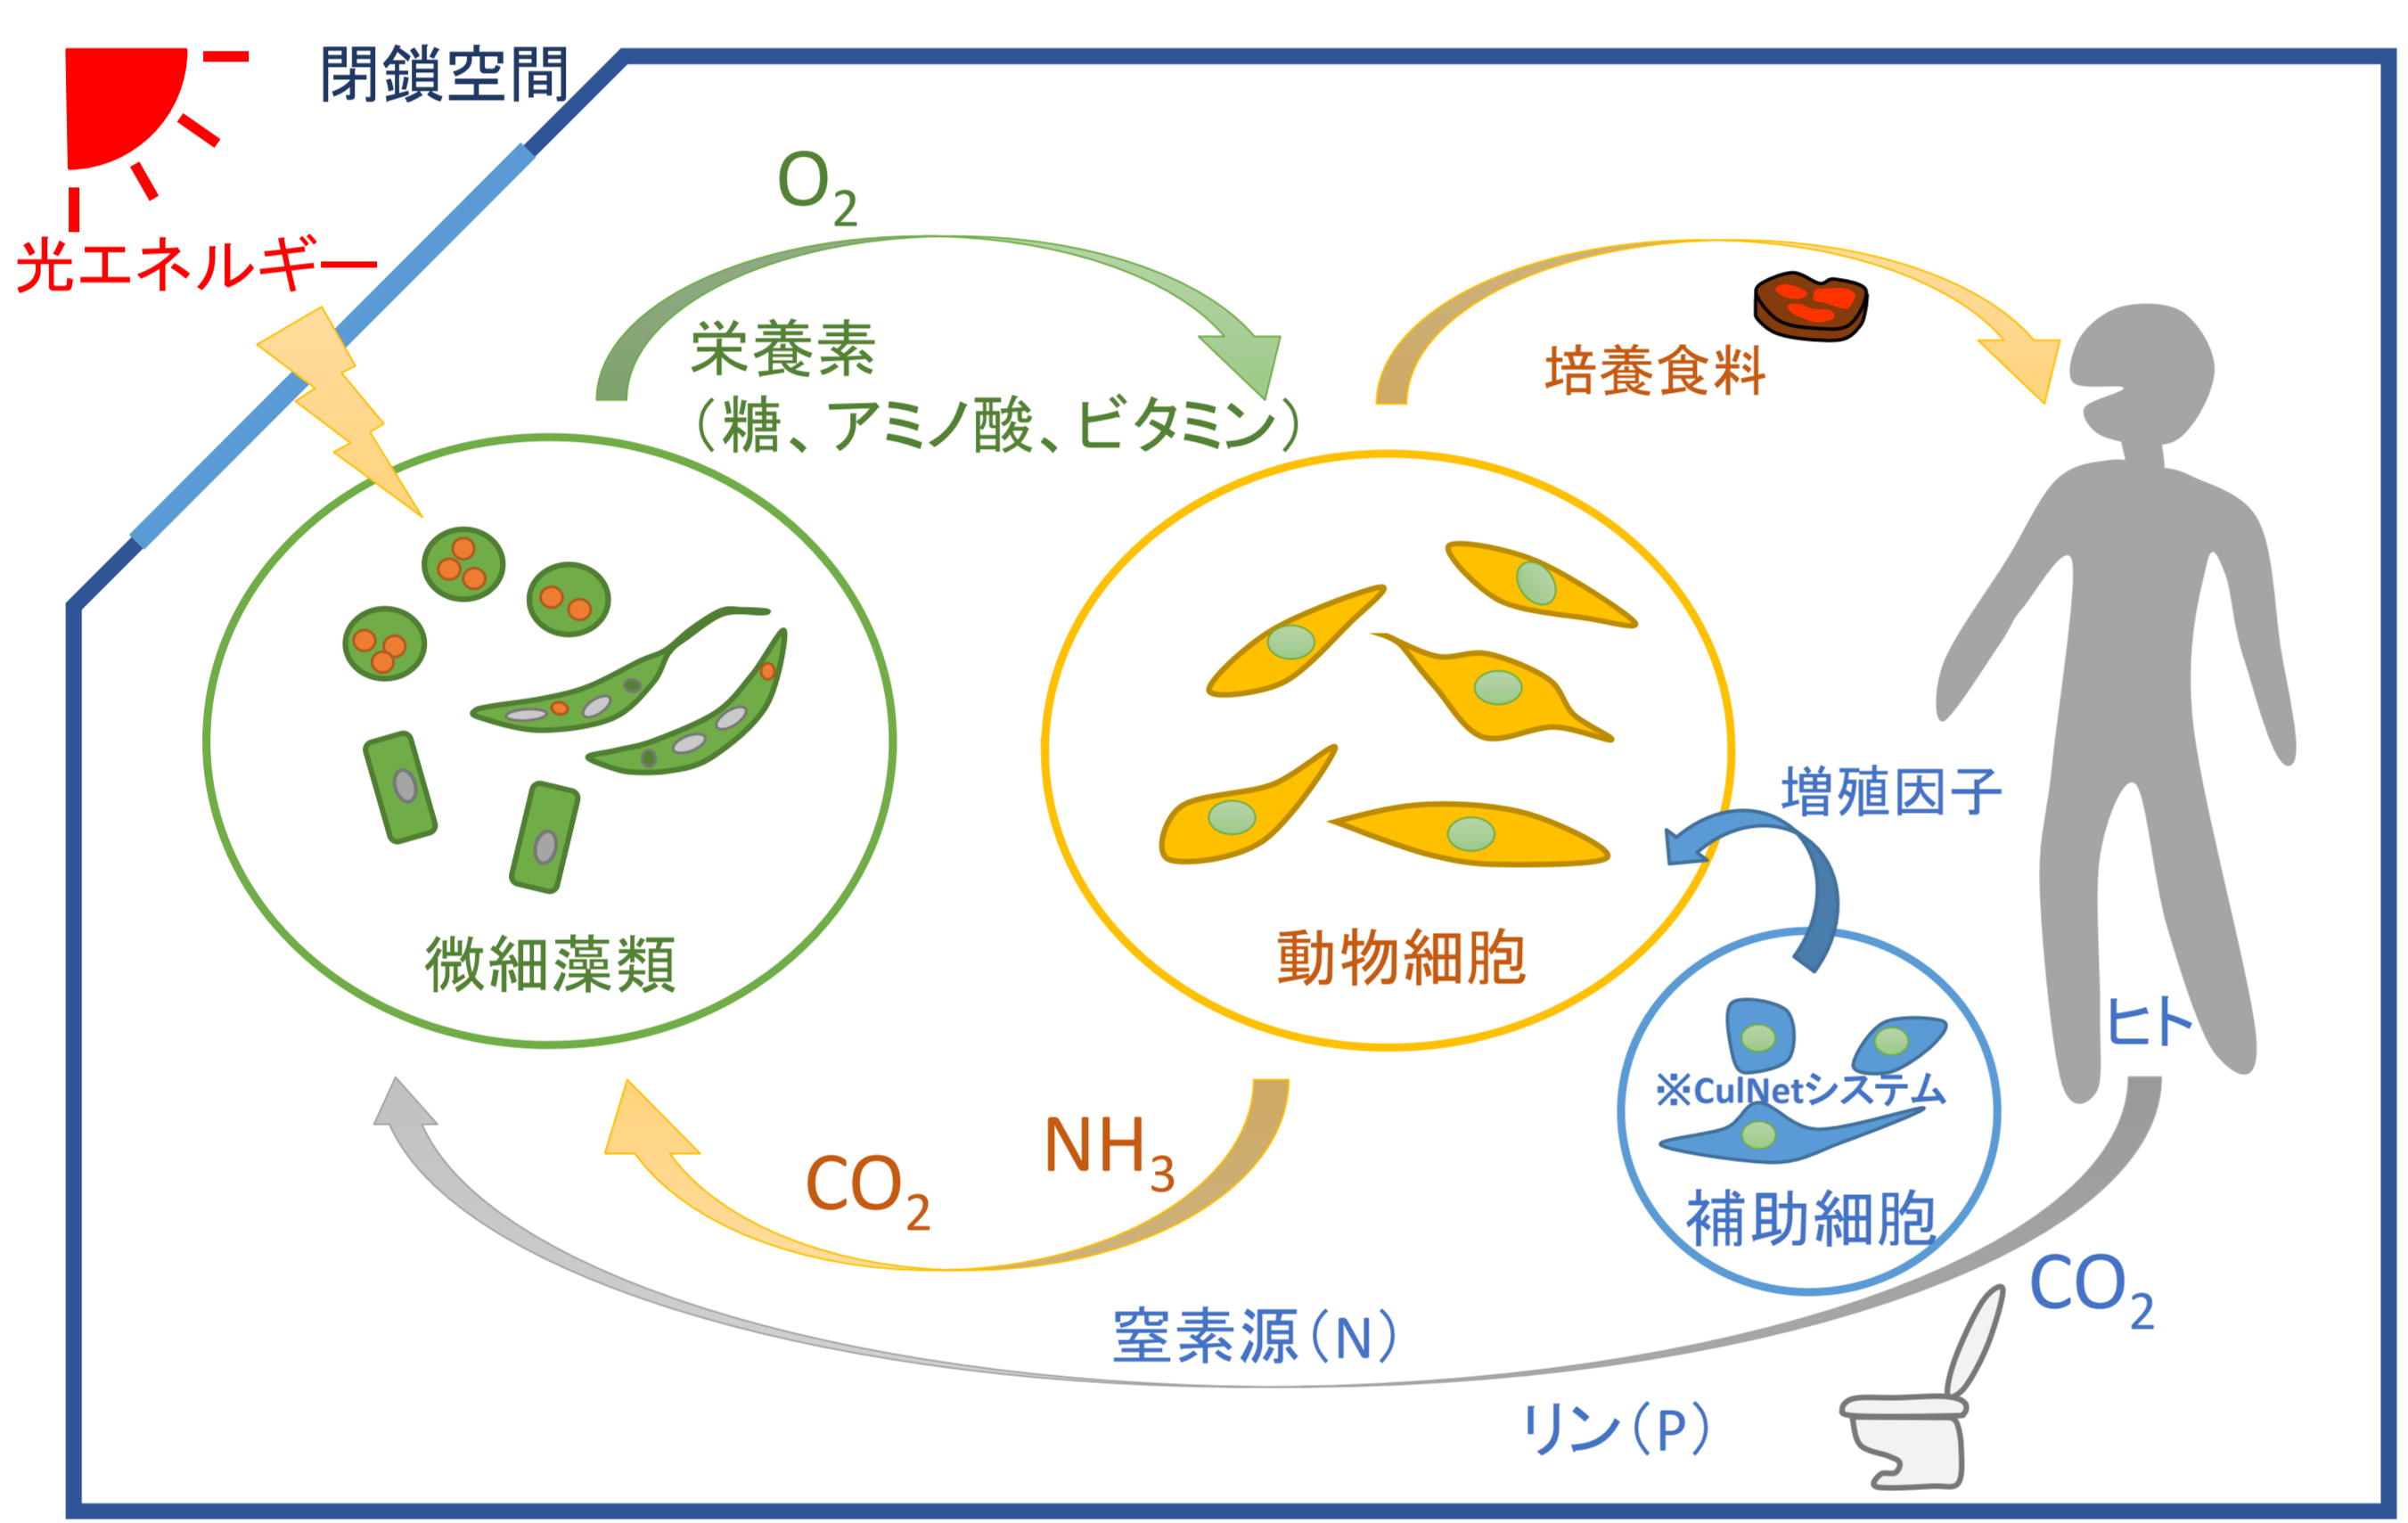 閉鎖空間
光エネルギー
O2
栄養素
（糖、アミノ酸、ビタミン）
培養食料
微細藻類
動物細胞
増殖因子
※CulNetシステム
補助細胞
ヒト
NH3
CO2
CO2
窒素源（N）
リン（P）